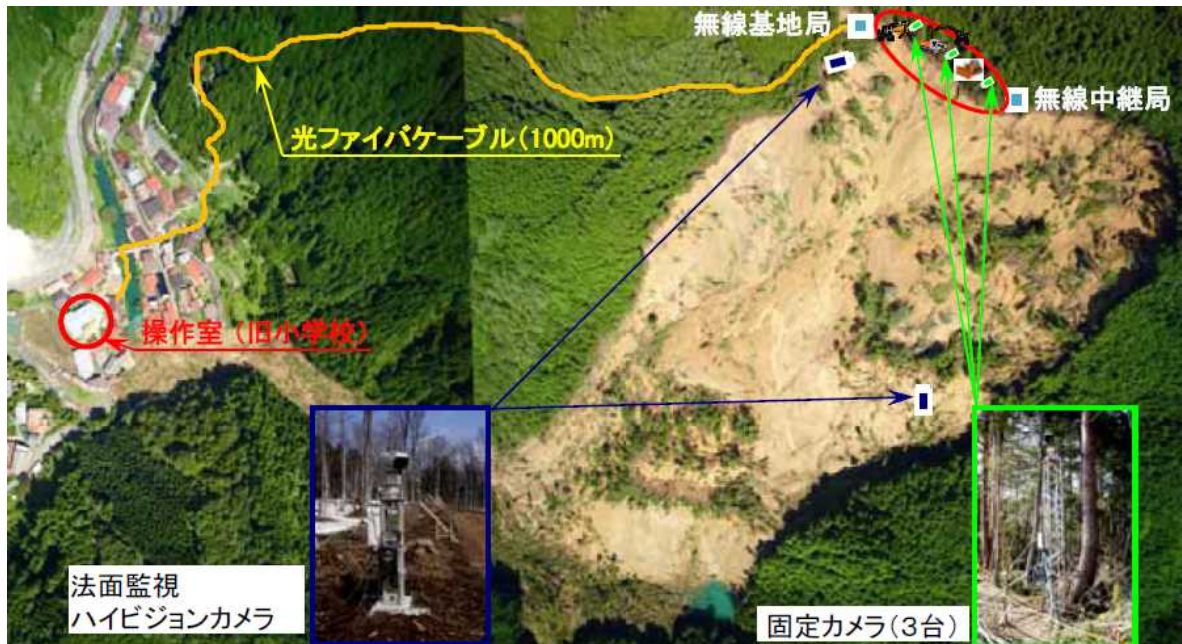 無線基地局
無線中継局
光ファイバケーブル(1000m)
操作室 (旧小学校)
法面監視
ハイビジョンカメラ
固定カメラ(3台)